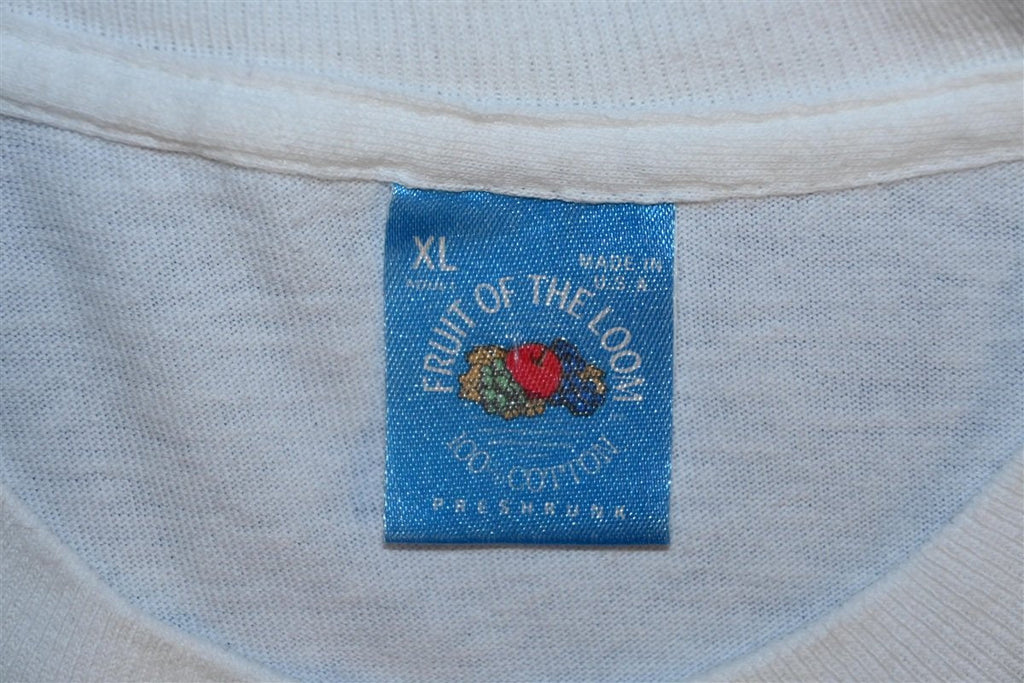 XL
MADE IN
U S A
FRUIT OF THE LOOM
100% COTTON
PRESHRUNK